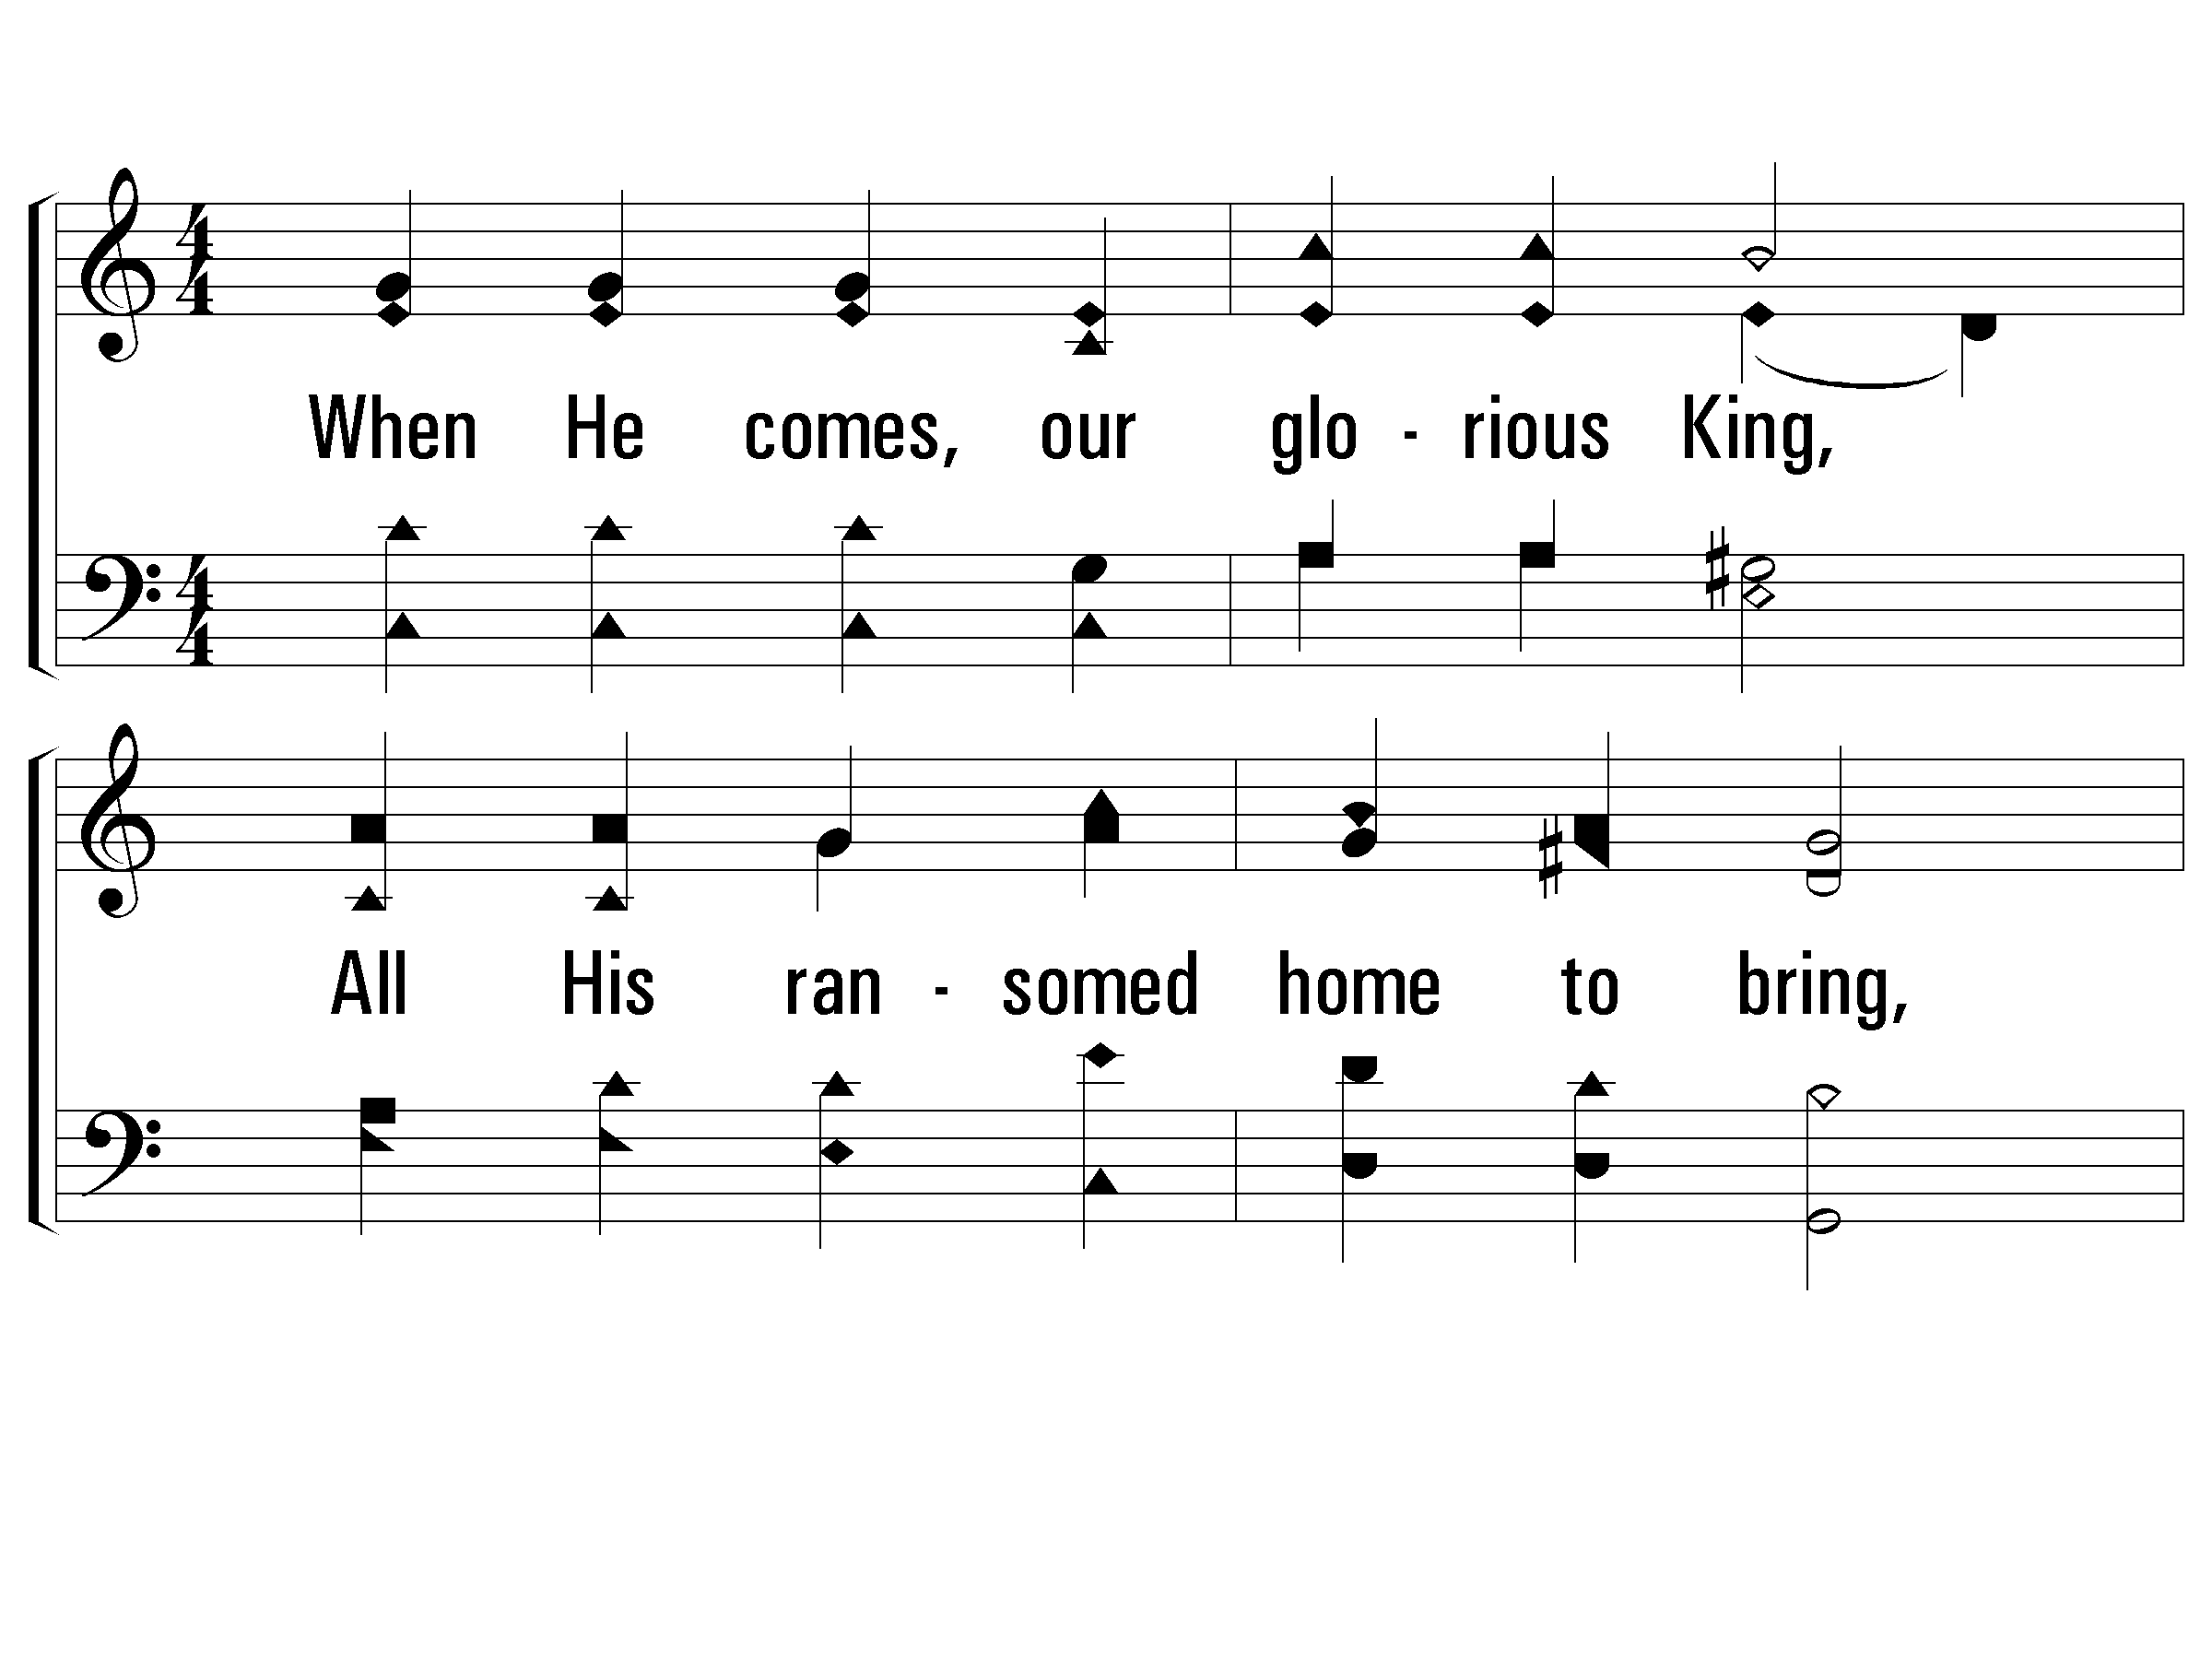 When He comes, our glo - rious King,
All His ran - somed home to bring,